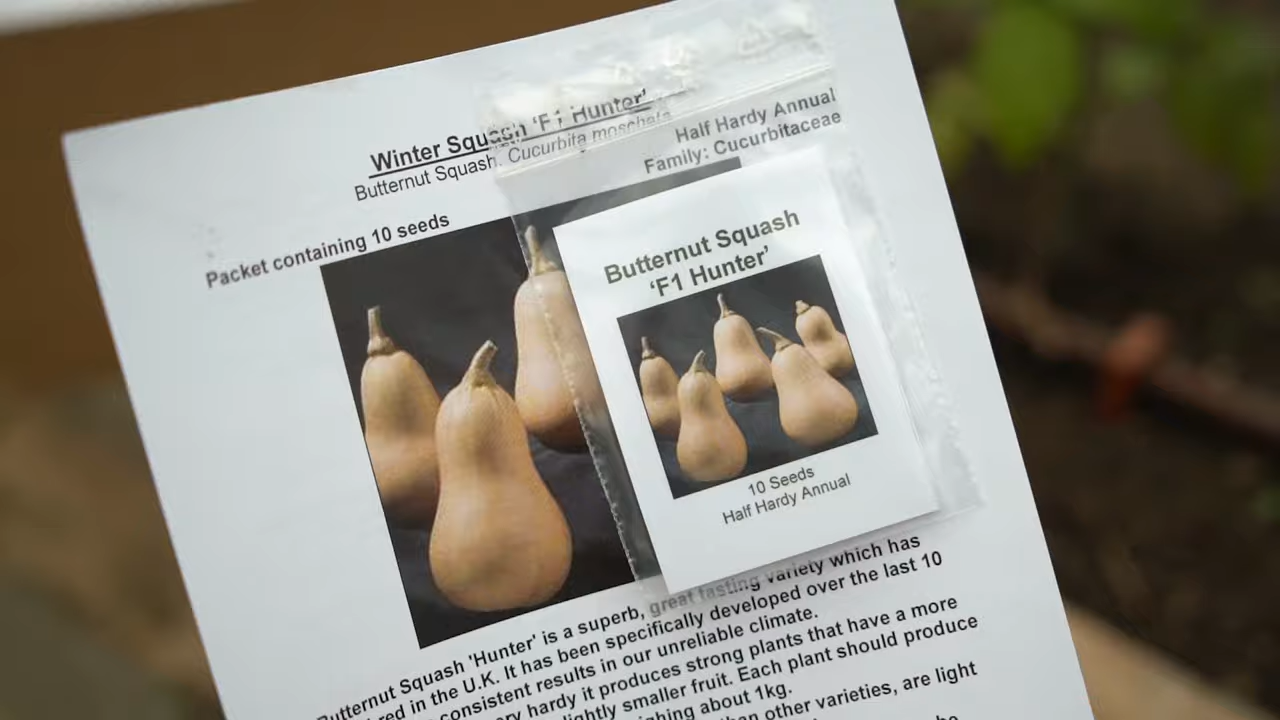 Winter Squash 'F1 Hunter'
Butternut Squash. Cucurbita moschata
Half Hardy Annual
Family: Cucurbitaceae
Packet containing 10 seeds
Butternut Squash
‘F1 Hunter’
10 Seeds
Half Hardy Annual
Butternut Squash 'Hunter' is a superb, great tasting variety which has
in the U.K. It has been specifically developed over the last 10
consistent results in our unreliable climate.
hardy it produces strong plants that have a more
slightly smaller fruit. Each plant should produce
about 1kg.
than other varieties, are light
be